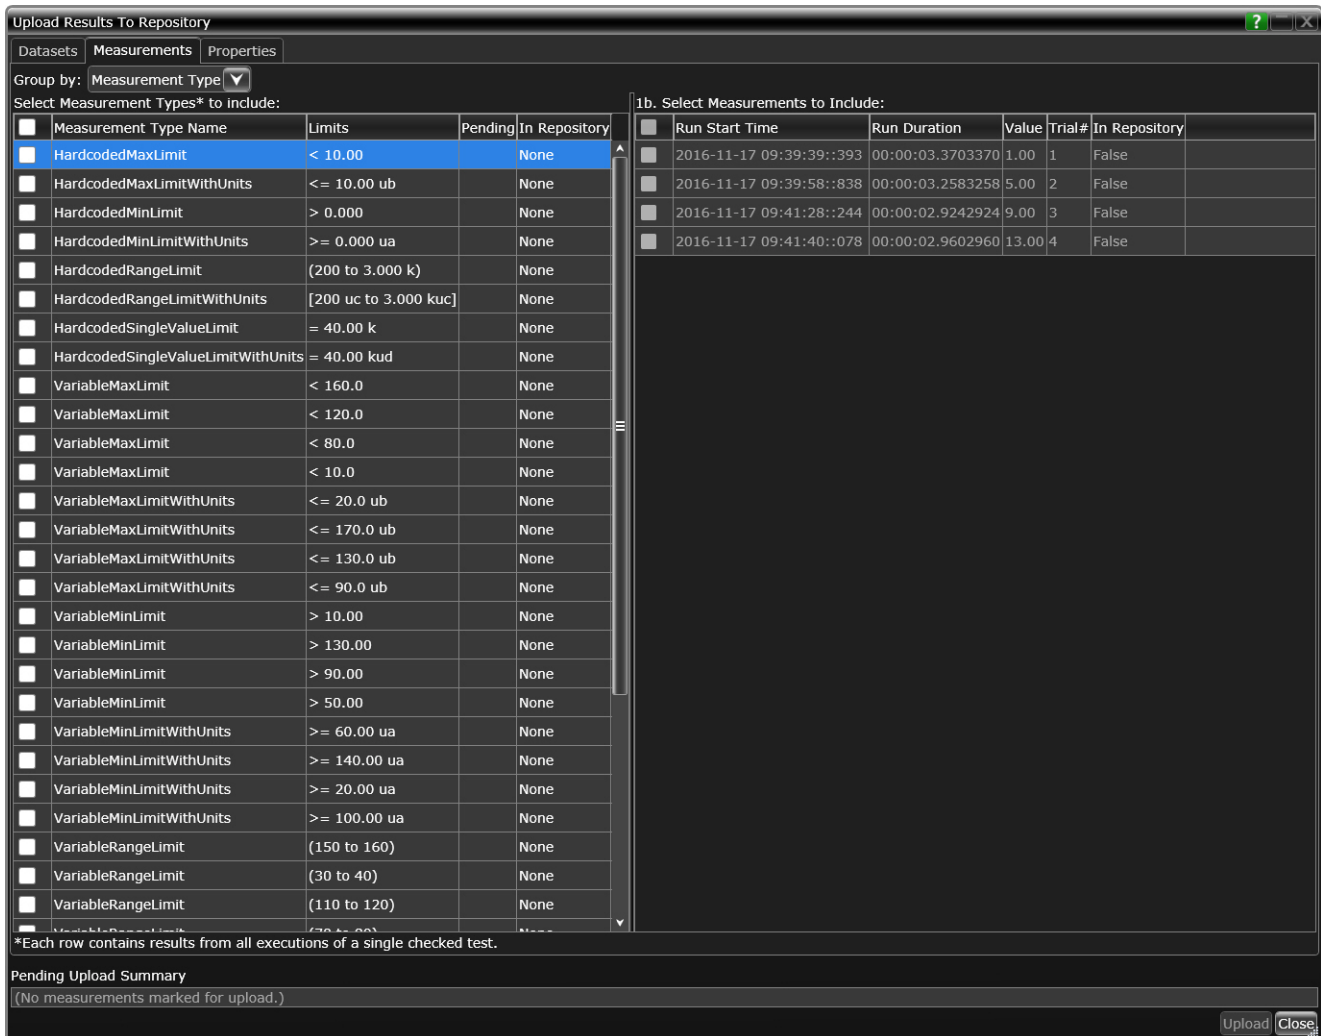 Upload Results To Repository
? X
Datasets Measurements Properties
Group by: Measurement Type
Select Measurement Types* to include:
Measurement Type Name Limits Pending In Repository
HardcodedMaxLimit < 10.00 None
HardcodedMaxLimitWithUnits <= 10.00 ub None
HardcodedMinLimit > 0.000 None
HardcodedMinLimitWithUnits >= 0.000 ua None
HardcodedRangeLimit (200 to 3.000 k) None
HardcodedRangeLimitWithUnits [200 uc to 3.000 kuc] None
HardcodedSingleValueLimit = 40.00 k None
HardcodedSingleValueLimitWithUnits = 40.00 kud None
VariableMaxLimit < 160.0 None
VariableMaxLimit < 120.0 None
VariableMaxLimit < 80.0 None
VariableMaxLimit < 10.0 None
VariableMaxLimitWithUnits <= 20.0 ub None
VariableMaxLimitWithUnits <= 170.0 ub None
VariableMaxLimitWithUnits <= 130.0 ub None
VariableMaxLimitWithUnits <= 90.0 ub None
VariableMinLimit > 10.00 None
VariableMinLimit > 130.00 None
VariableMinLimit > 90.00 None
VariableMinLimit > 50.00 None
VariableMinLimitWithUnits >= 60.00 ua None
VariableMinLimitWithUnits >= 140.00 ua None
VariableMinLimitWithUnits >= 20.00 ua None
VariableMinLimitWithUnits >= 100.00 ua None
VariableRangeLimit (150 to 160) None
VariableRangeLimit (30 to 40) None
VariableRangeLimit (110 to 120) None
*Each row contains results from all executions of a single checked test.
1b. Select Measurements to Include:
Run Start Time Run Duration Value Trial# In Repository
2016-11-17 09:39:39::393 00:00:03.3703370 1.00 1 False
2016-11-17 09:39:58::838 00:00:03.2583258 5.00 2 False
2016-11-17 09:41:28::244 00:00:02.9242924 9.00 3 False
2016-11-17 09:41:40::078 00:00:02.9602960 13.00 4 False
Pending Upload Summary
(No measurements marked for upload.)
Upload Close